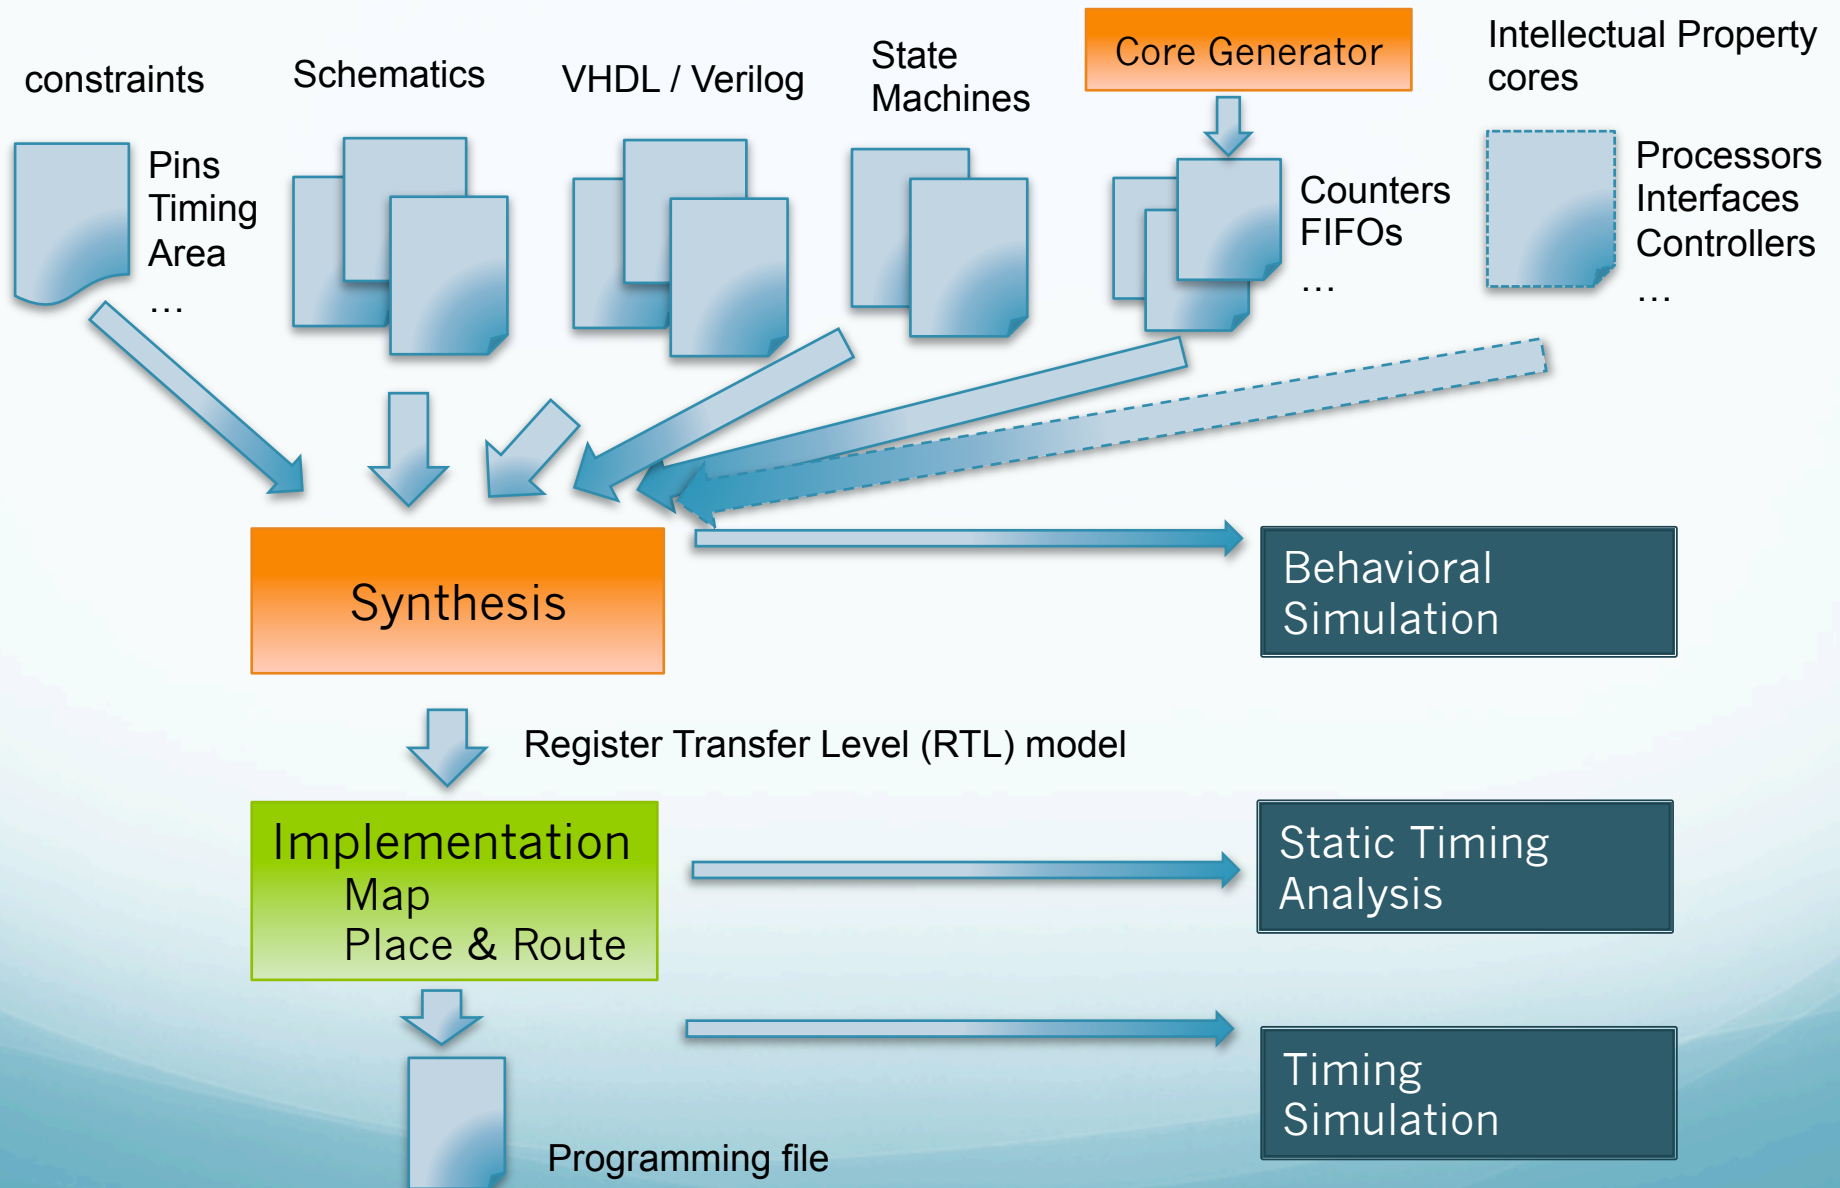 constraints
Schematics
VHDL / Verilog
State
Machines
Core Generator
Intellectual Property
cores
Pins
Timing
Area
…
Counters
FIFOs
…
Processors
Interfaces
Controllers
…
Synthesis
Behavioral
Simulation
Register Transfer Level (RTL) model
Implementation
Map
Place & Route
Static Timing
Analysis
Timing
Simulation
Programming file